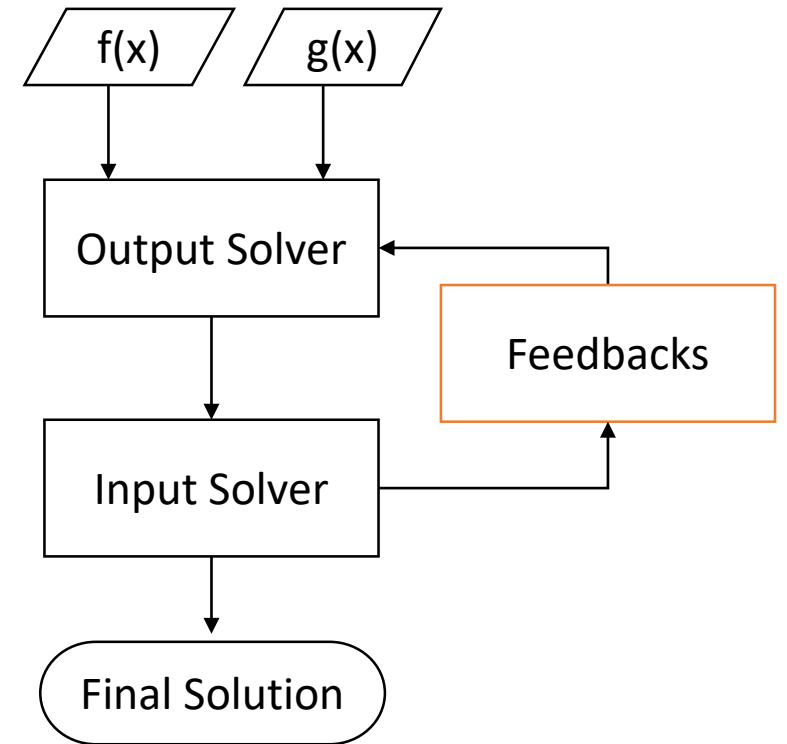 f(x)
g(x)
Output Solver
Feedbacks
Input Solver
Final Solution